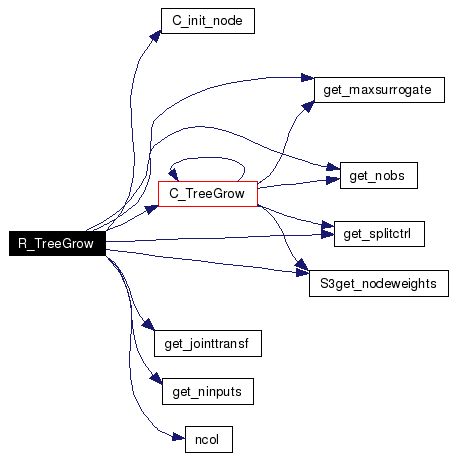 C_init_node
get_maxsurrogate
get_nobs
C_TreeGrow
get_splitctrl
R_TreeGrow
S3get_nodeweights
get_jointtransf
get_ninputs
ncol